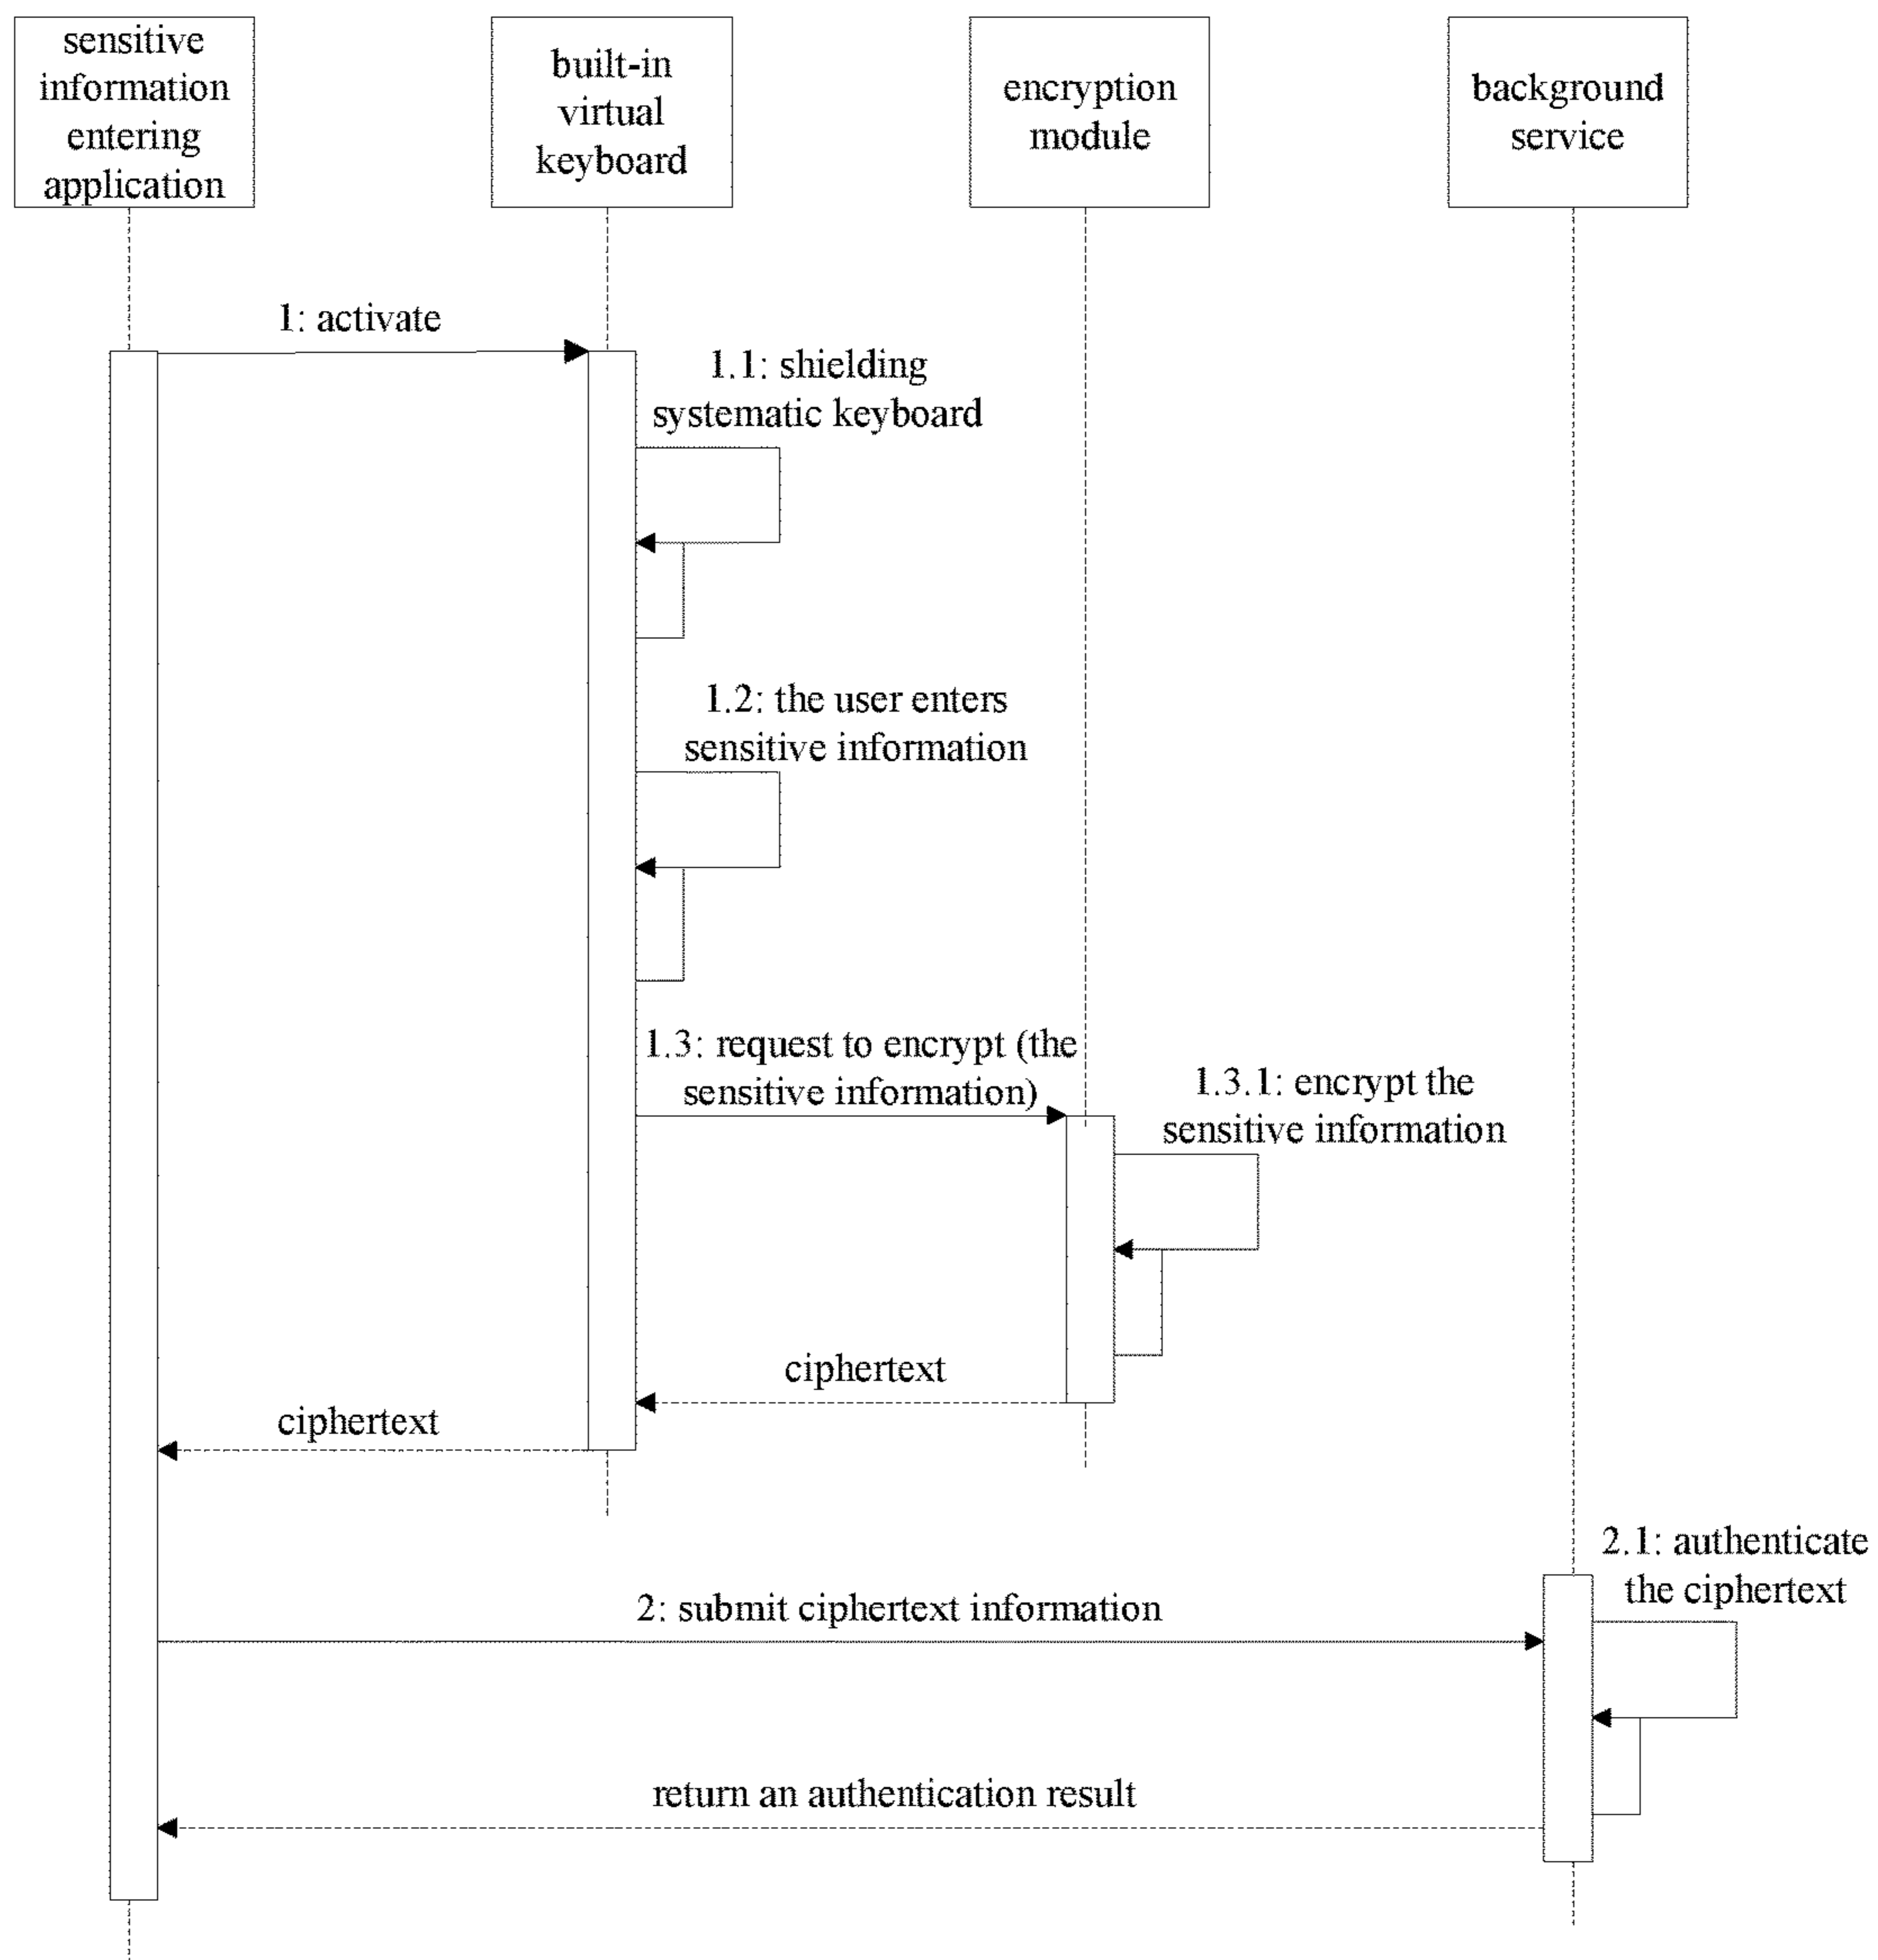 sensitive
information
entering
application
built-in
virtual
keyboard
encryption
module
background
service
1: activate
1.1: shielding
systematic keyboard
1.2: the user enters
sensitive information
1.3: request to encrypt (the
sensitive information)
1.3.1: encrypt the
sensitive information
ciphertext
ciphertext
2.1: authenticate
the ciphertext
2: submit ciphertext information
return an authentication result